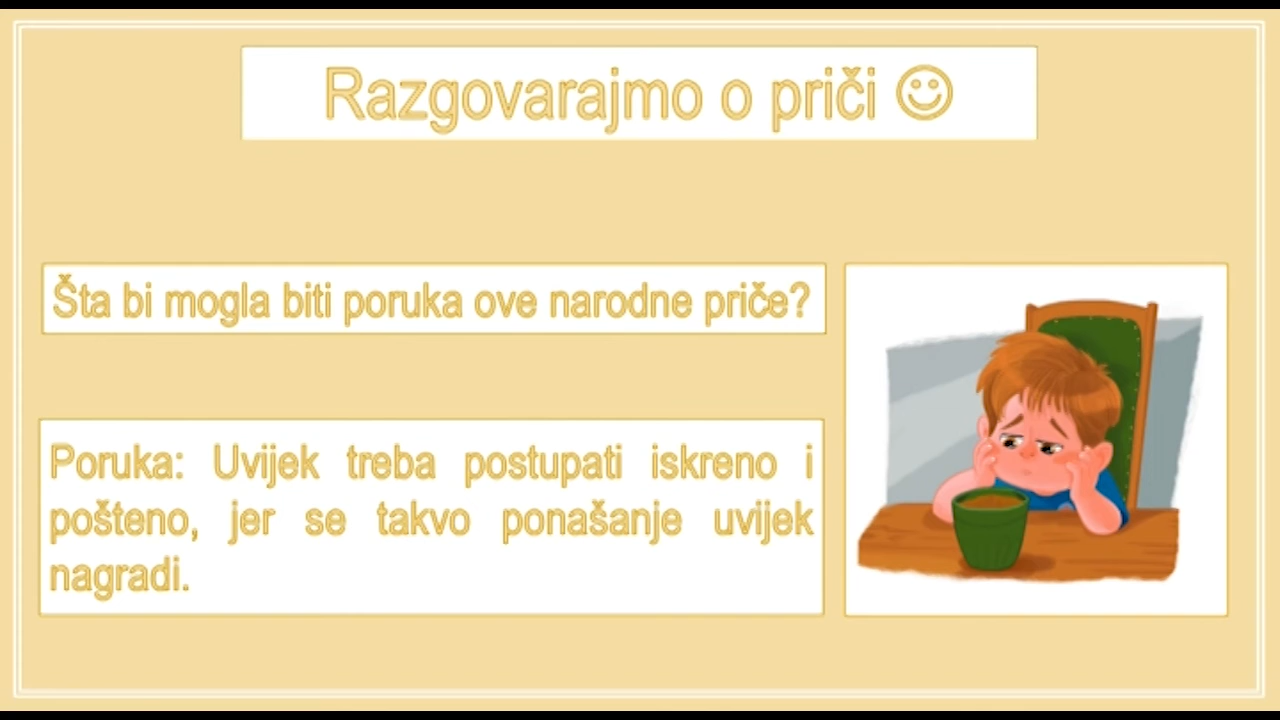 Razgovarajmo o priči ☺
Šta bi mogla biti poruka ove narodne priče?
Poruka: Uvijek treba postupati iskreno i
pošteno, jer se takvo ponašanje uvijek
nagradi.